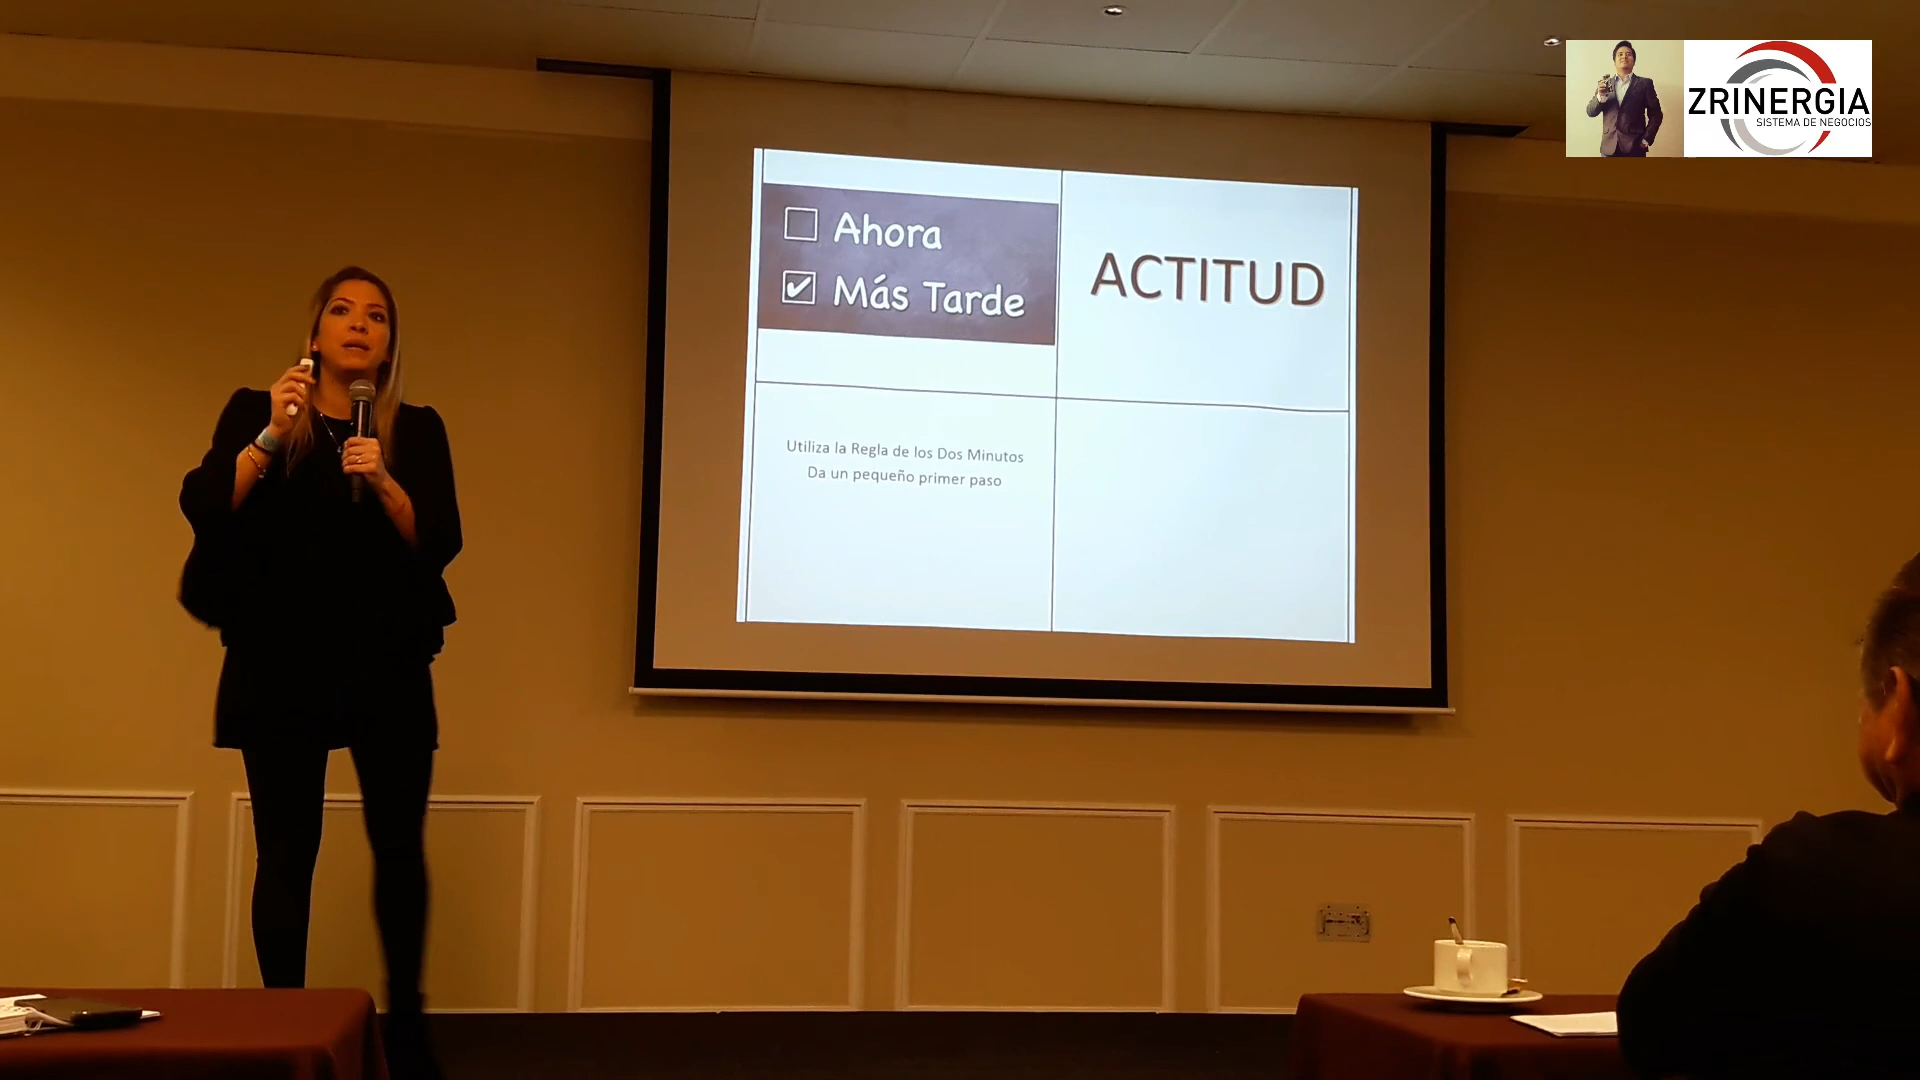 ZRINERGIA
SISTEMA DE NEGOCIOS
Ahora
Más Tarde
ACTITUD
Utiliza la Regla de los Dos Minutos
Da un pequeño primer paso